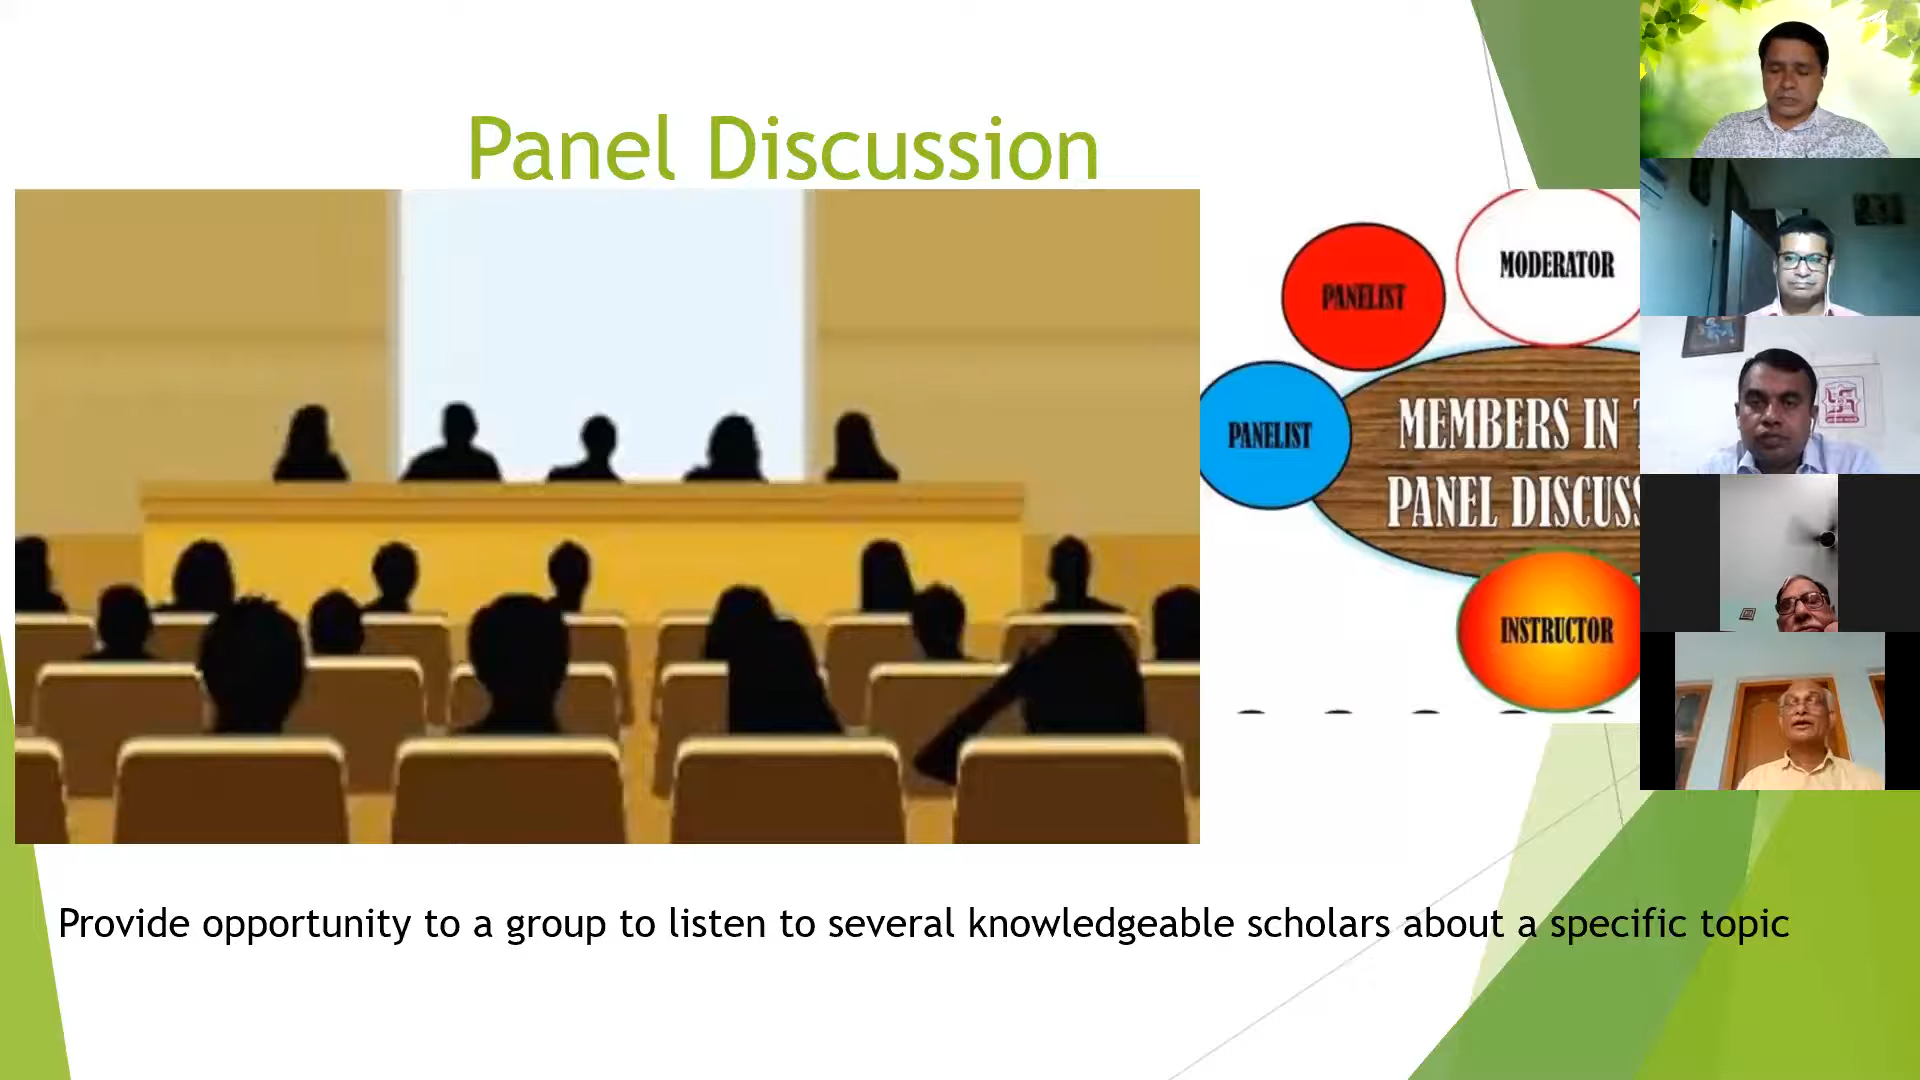 Panel Discussion
MODERATOR
PANELIST
PANELIST
MEMBERS IN
PANEL DISCUSS
INSTRUCTOR
Provide opportunity to a group to listen to several knowledgeable scholars about a specific topic